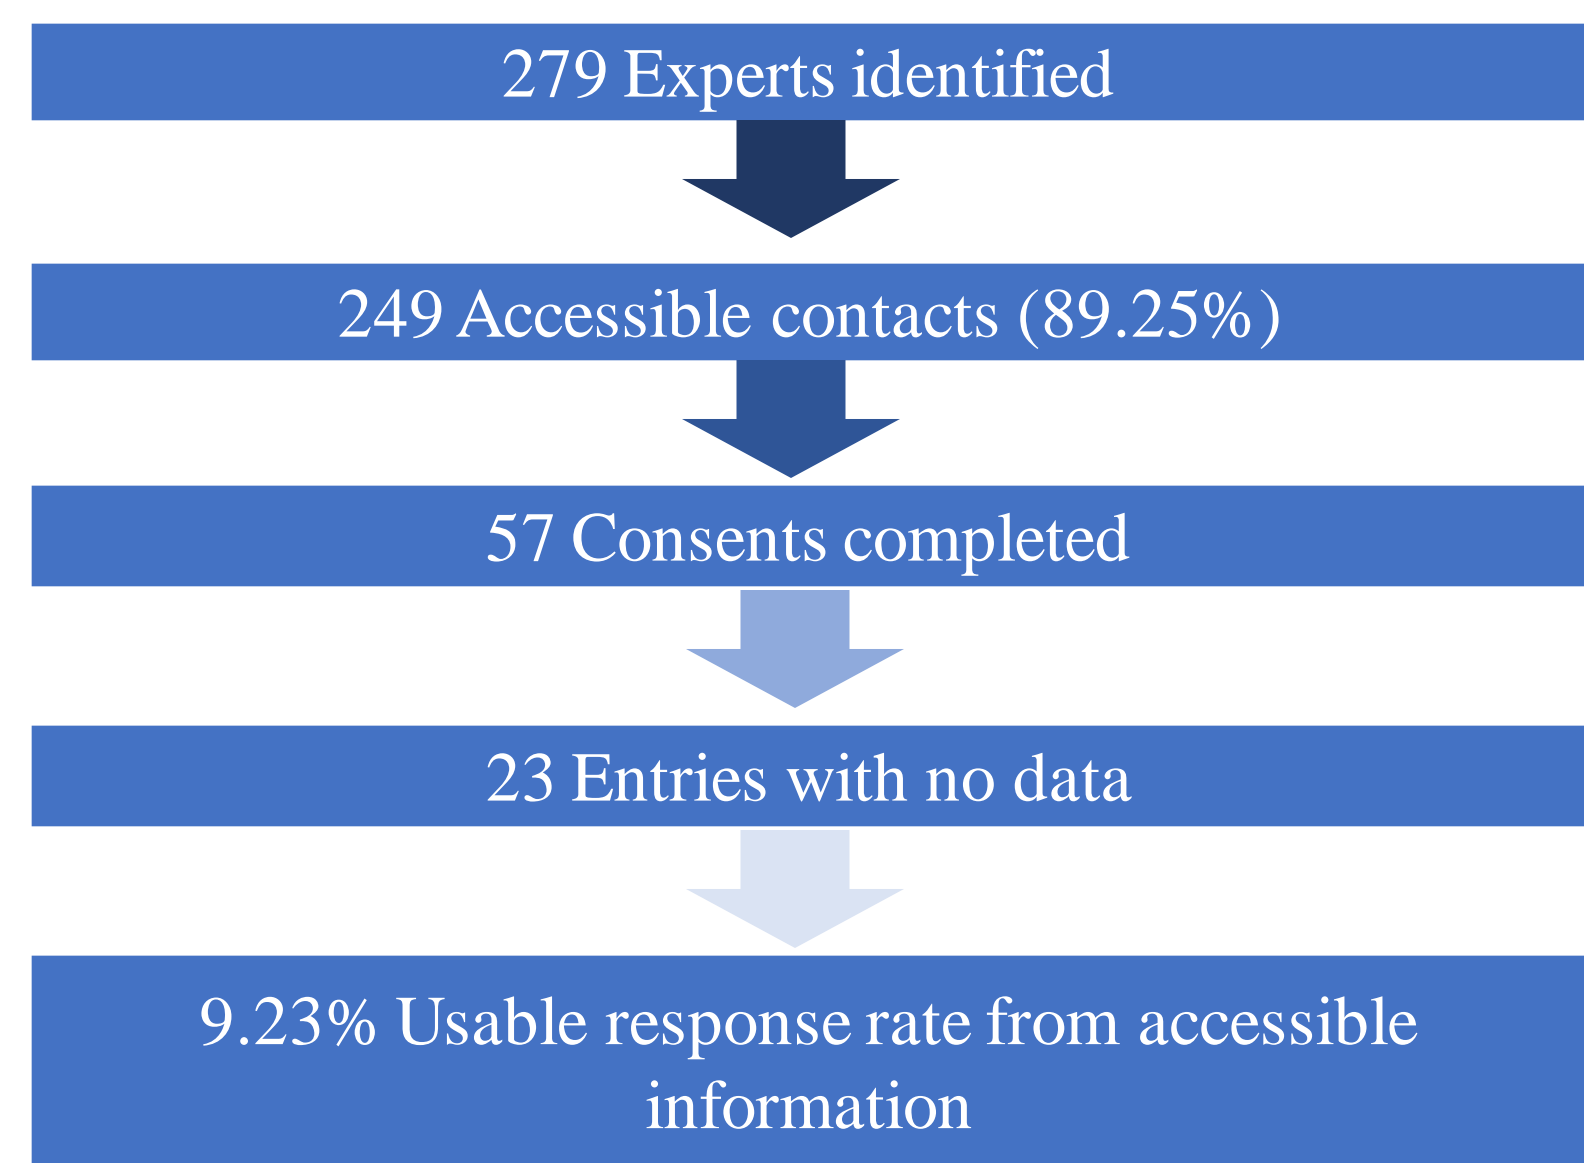 279 Experts identified
249 Accessible contacts (89.25%)
57 Consents completed
23 Entries with no data
9.23% Usable response rate from accessible
information